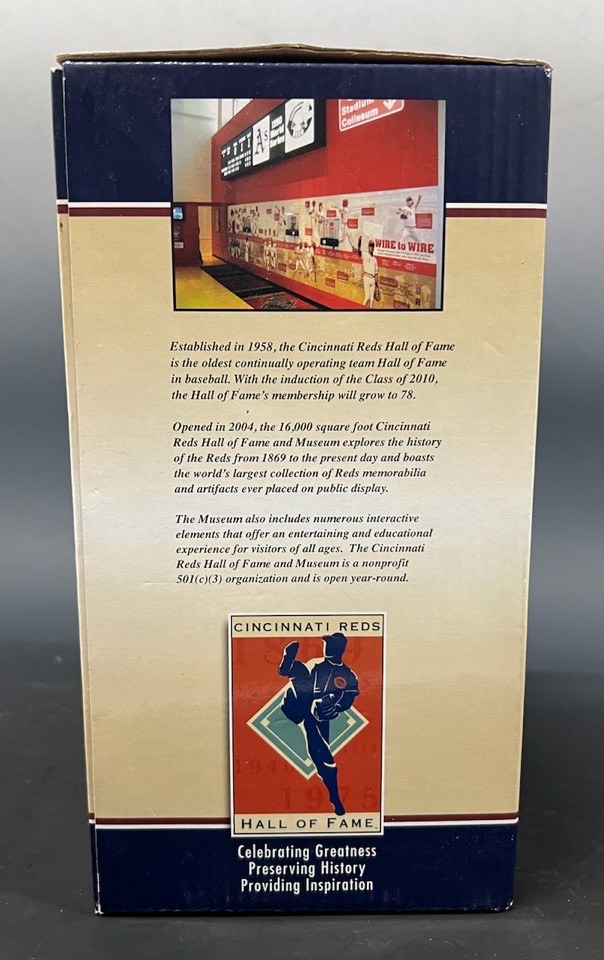 Stadium
Coliseum
A's
WIRE to WIRE
Established in 1958, the Cincinnati Reds Hall of Fame
is the oldest continually operating team Hall of Fame
in baseball. With the induction of the Class of 2010,
the Hall of Fame's membership will grow to 78.
Opened in 2004, the 16,000 square foot Cincinnati
Reds Hall of Fame and Museum explores the history
of the Reds from 1869 to the present day and boasts
the world's largest collection of Reds memorabilia
and artifacts ever placed on public display.
The Museum also includes numerous interactive
elements that offer an entertaining and educational
experience for visitors of all ages. The Cincinnati
Reds Hall of Fame and Museum is a nonprofit
501(c)(3) organization and is open year-round.
CINCINNATI REDS
1869
1919
1940
1975
HALL OF FAME
Celebrating Greatness
Preserving History
Providing Inspiration